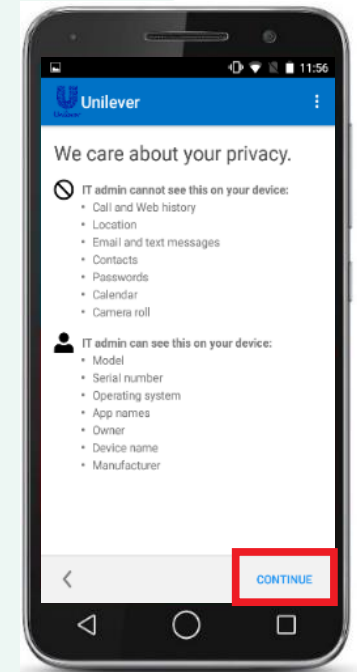 11:56
Unilever
Unilever
We care about your privacy.
IT admin cannot see this on your device:
• Call and Web history
• Location
• Email and text messages
• Contacts
• Passwords
• Calendar
• Camera roll
IT admin can see this on your device:
• Model
• Serial number
• Operating system
• App names
• Owner
• Device name
• Manufacturer
CONTINUE